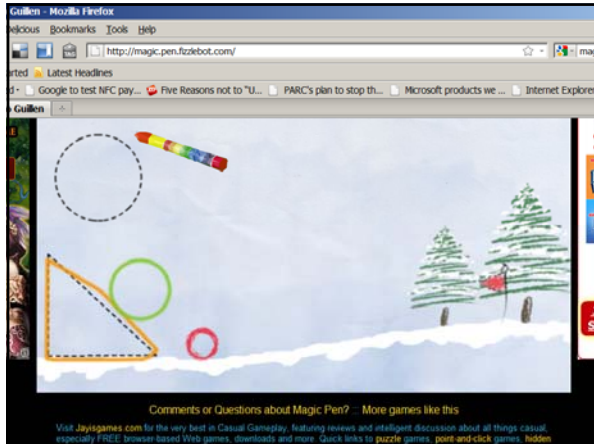 Guillen - Mozilla Firefox
Delicious Bookmarks Tools Help
http://magic.pen.fizzlebot.com/
Latest Headlines
Google to test NFC pay... Five Reasons not to "U... PARC's plan to stop th... Microsoft products we ... Internet Explorer
Guillen
Comments or Questions about Magic Pen? :: More games like this
Visit Jayisgames.com for the very best in Casual Gameplay, featuring reviews and intelligent discussion about all things casual,
especially FREE browser-based Web games, downloads and more. Quick links to puzzle games, point-and-click games, hidden